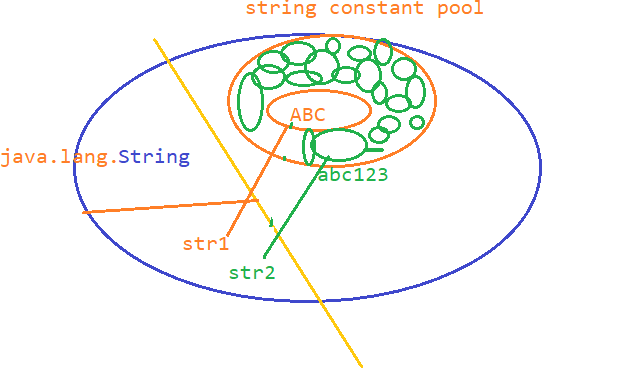 string constant pool
ABC
java.lang.String
abc123
str1
str2